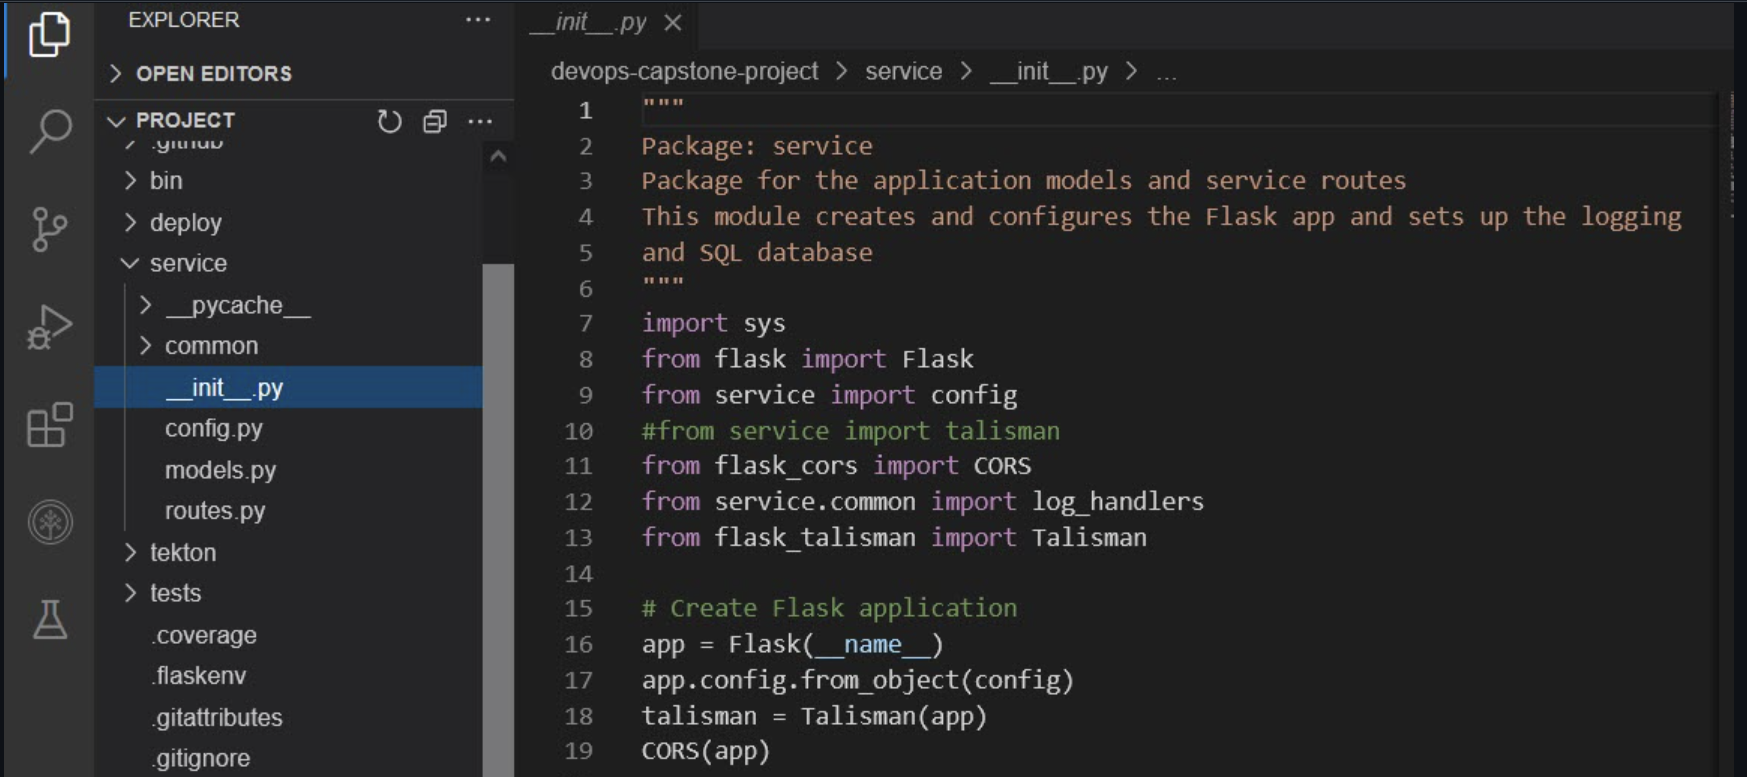 EXPLORER
OPEN EDITORS
PROJECT
.github
bin
deploy
service
__pycache__
common
__init__.py
config.py
models.py
routes.py
tekton
tests
.coverage
.flaskenv
.gitattributes
.gitignore
__init__.py
devops-capstone-project > service > __init__.py > ...
1 """
2 Package: service
3 Package for the application models and service routes
4 This module creates and configures the Flask app and sets up the logging
5 and SQL database
6 """
7 import sys
8 from flask import Flask
9 from service import config
10 #from service import talisman
11 from flask_cors import CORS
12 from service.common import log_handlers
13 from flask_talisman import Talisman
14
15 # Create Flask application
16 app = Flask(__name__)
17 app.config.from_object(config)
18 talisman = Talisman(app)
19 CORS(app)